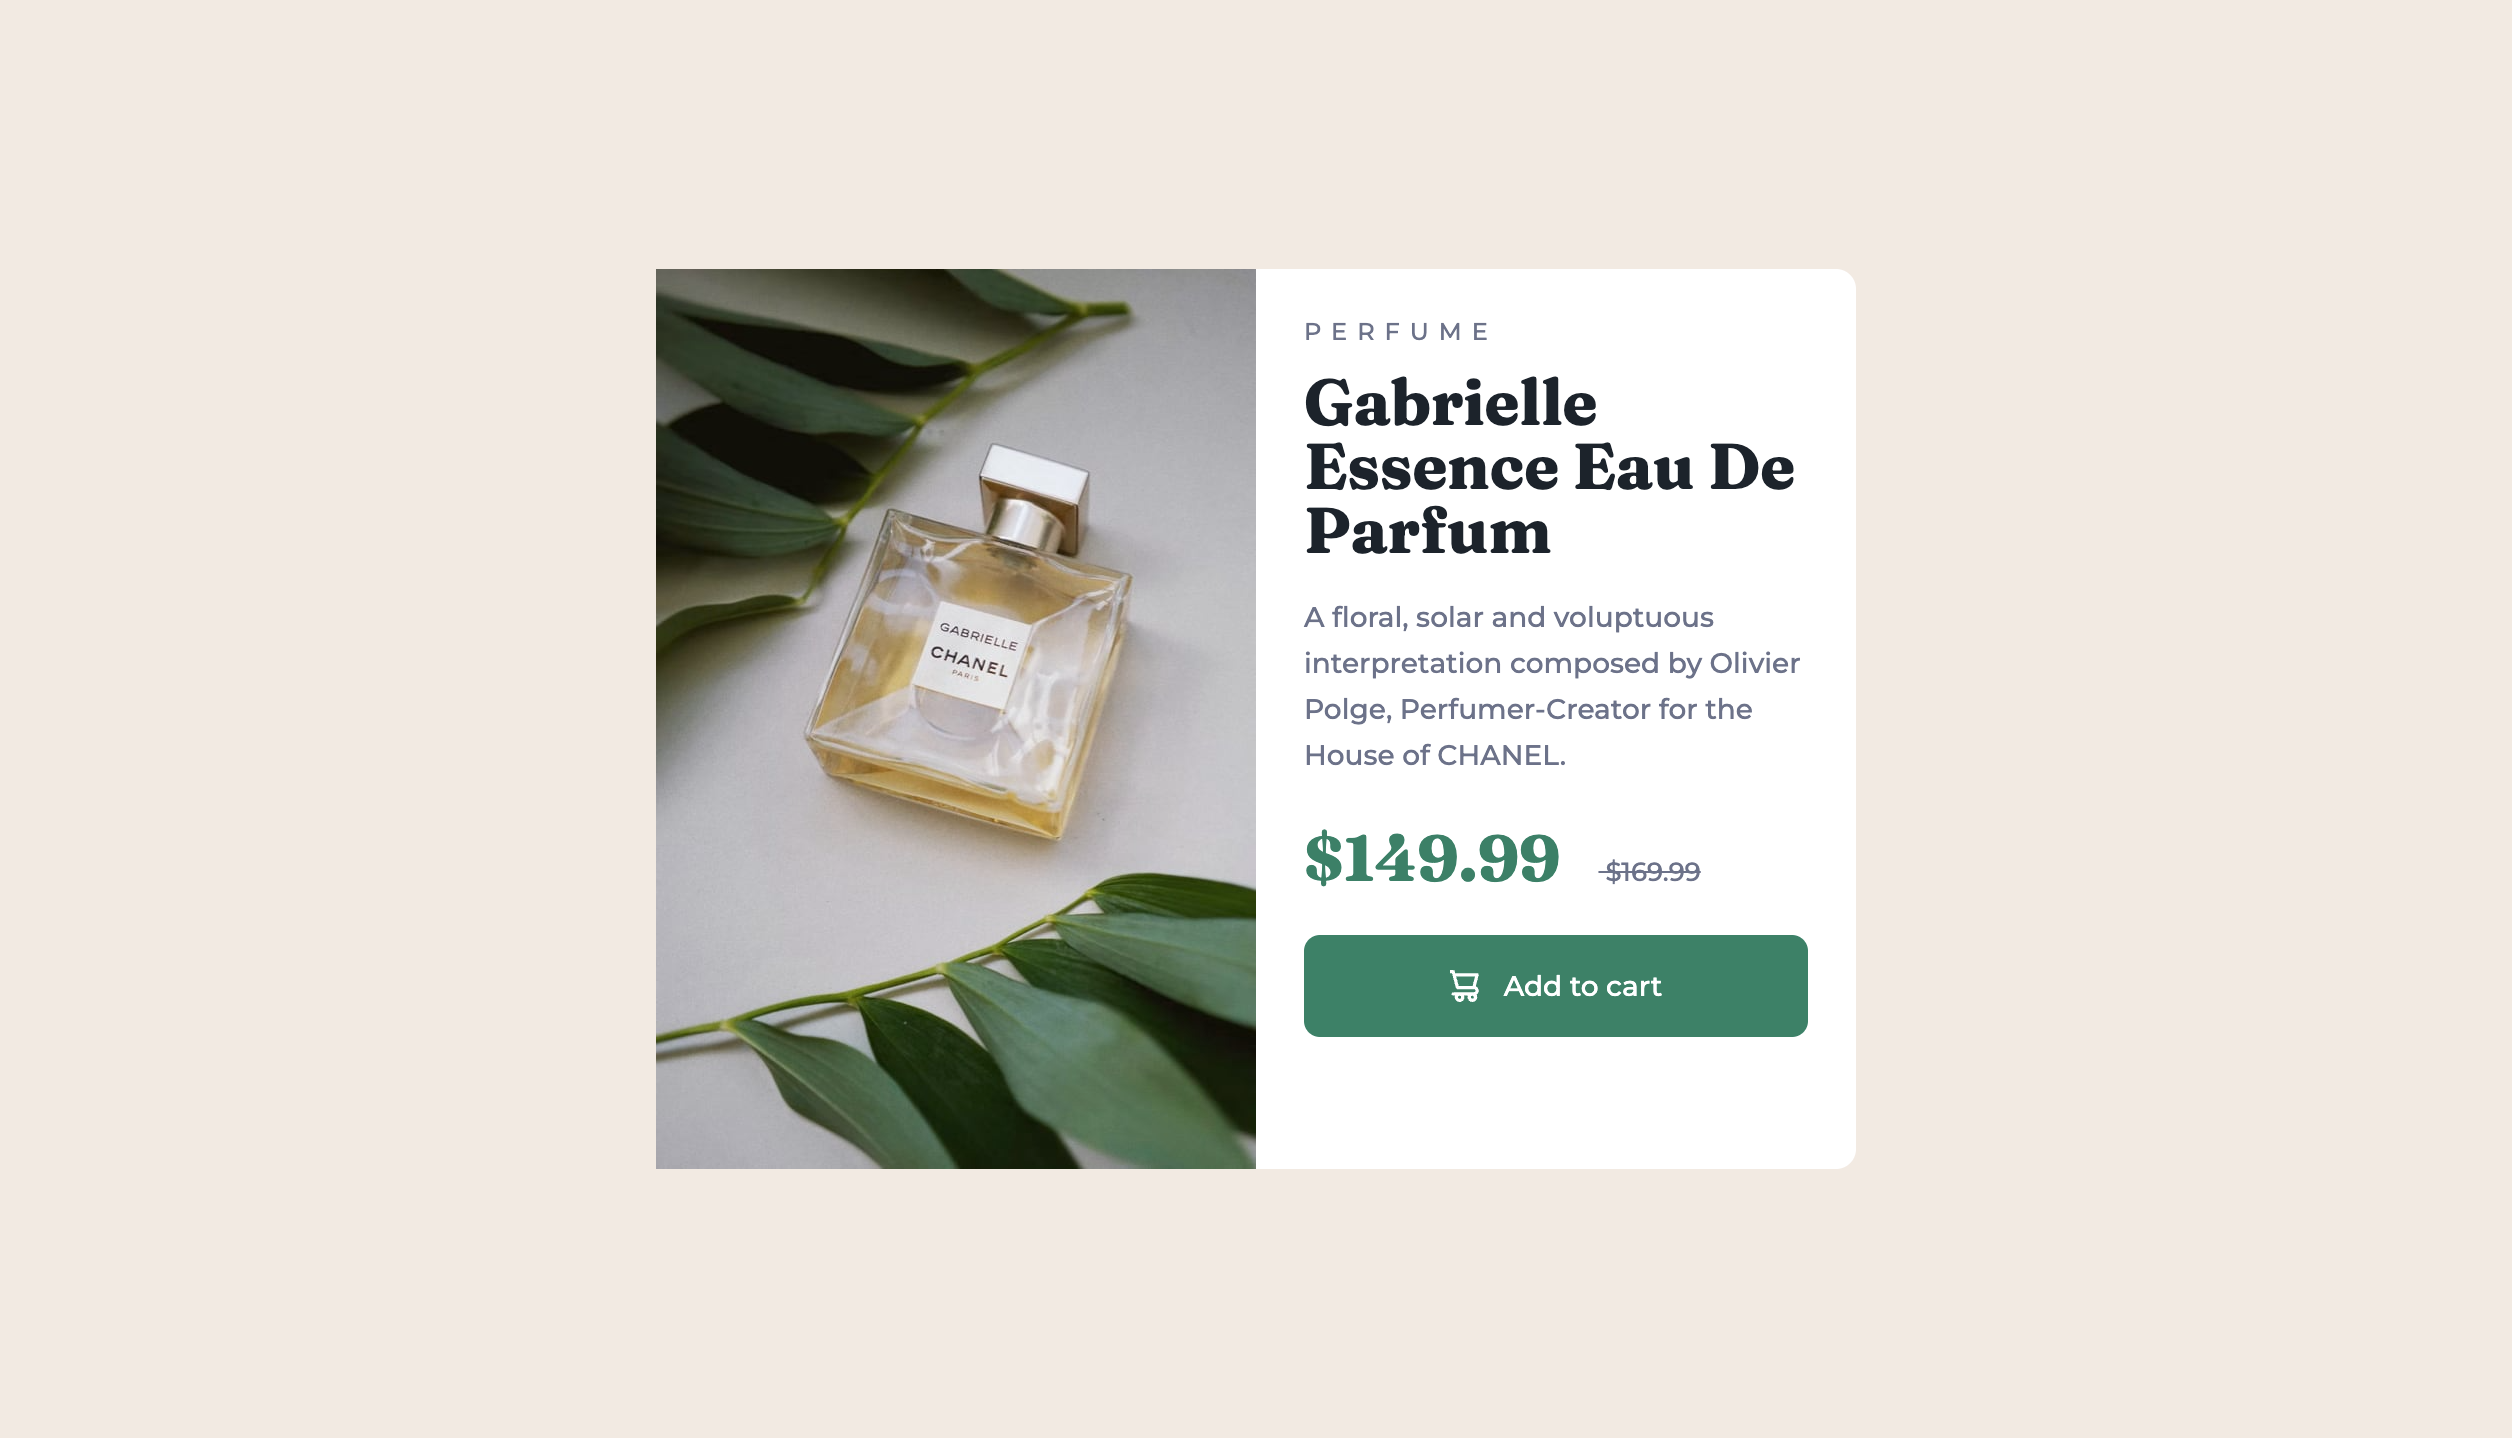 GABRIELLE
CHANEL
PARIS
PERFUME
Gabrielle
Essence Eau De
Parfum
A floral, solar and voluptuous
interpretation composed by Olivier
Polge, Perfumer-Creator for the
House of CHANEL.
$149.99 $169.99
Add to cart